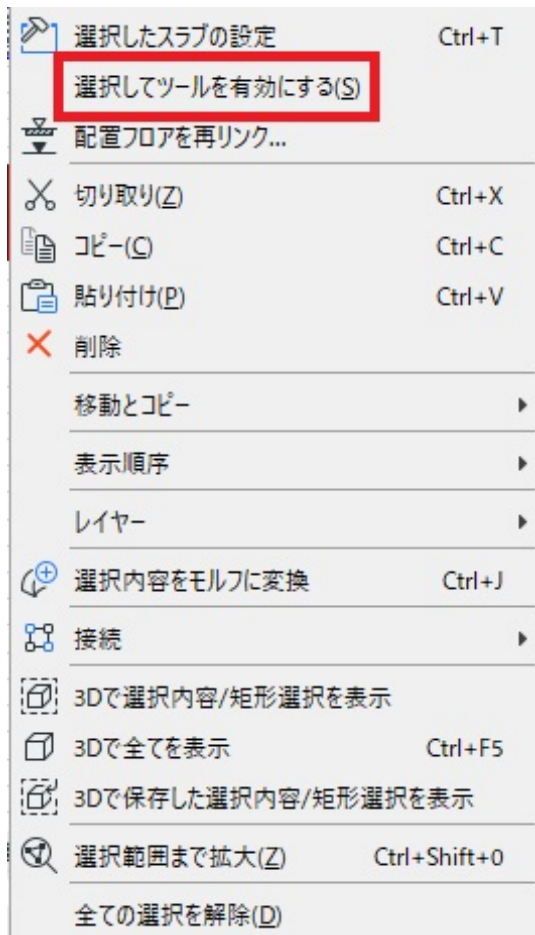 選択したスラブの設定 Ctrl+T
選択してツールを有効にする(S)
配置フロアを再リンク...
切り取り(Z) Ctrl+X
コピー(C) Ctrl+C
貼り付け(P) Ctrl+V
削除
移動とコピー
表示順序
レイヤー
選択内容をモルフに変換 Ctrl+J
接続
3Dで選択内容/矩形選択を表示
3Dで全てを表示 Ctrl+F5
3Dで保存した選択内容/矩形選択を表示
選択範囲まで拡大(Z) Ctrl+Shift+0
全ての選択を解除(D)